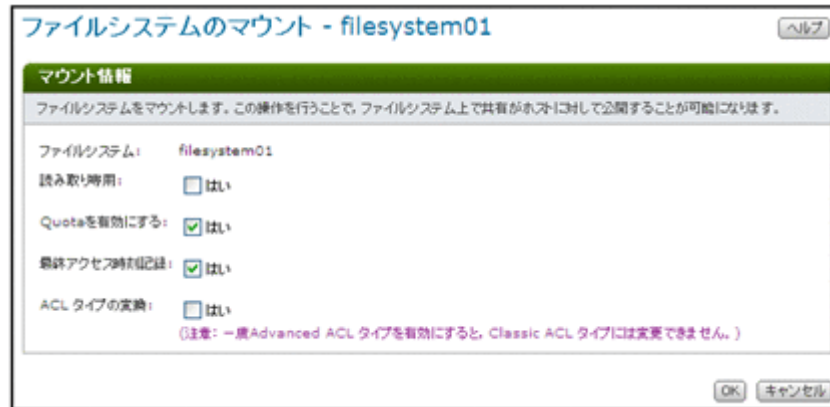 ファイルシステムのマウント - filesystem01
ヘルプ
マウント情報
ファイルシステムをマウントします。この操作を行うことで、ファイルシステム上で共有がホストに対して公開することが可能になります。
ファイルシステム: filesystem01
読み取り専用: はい
Quotaを有効にする: はい
最終アクセス時刻記録: はい
ACL タイプの変換: はい
(注意: 一度Advanced ACL タイプを有効にすると, Classic ACL タイプには変更できません。)
OK キャンセル